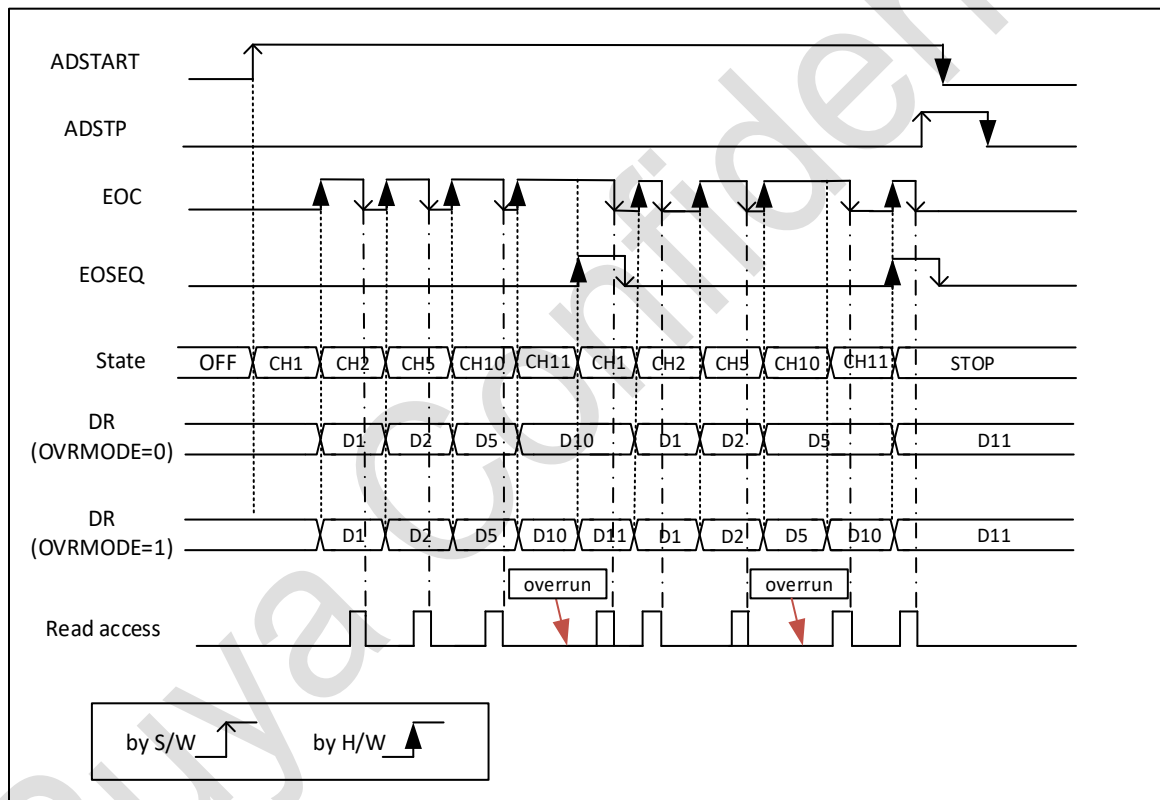 ADSTART
ADSTP
EOC
EOSEQ
State OFF CH1 CH2 CH5 CH10 CH11 CH1 CH2 CH5 CH10 CH11 STOP
DR
(OVRMODE=0) D1 D2 D5 D10 D1 D2 D5 D11
DR
(OVRMODE=1) D1 D2 D5 D10 D11 D1 D2 D5 D10 D11
overrun overrun
Read access
by S/W by H/W
Puya Confident